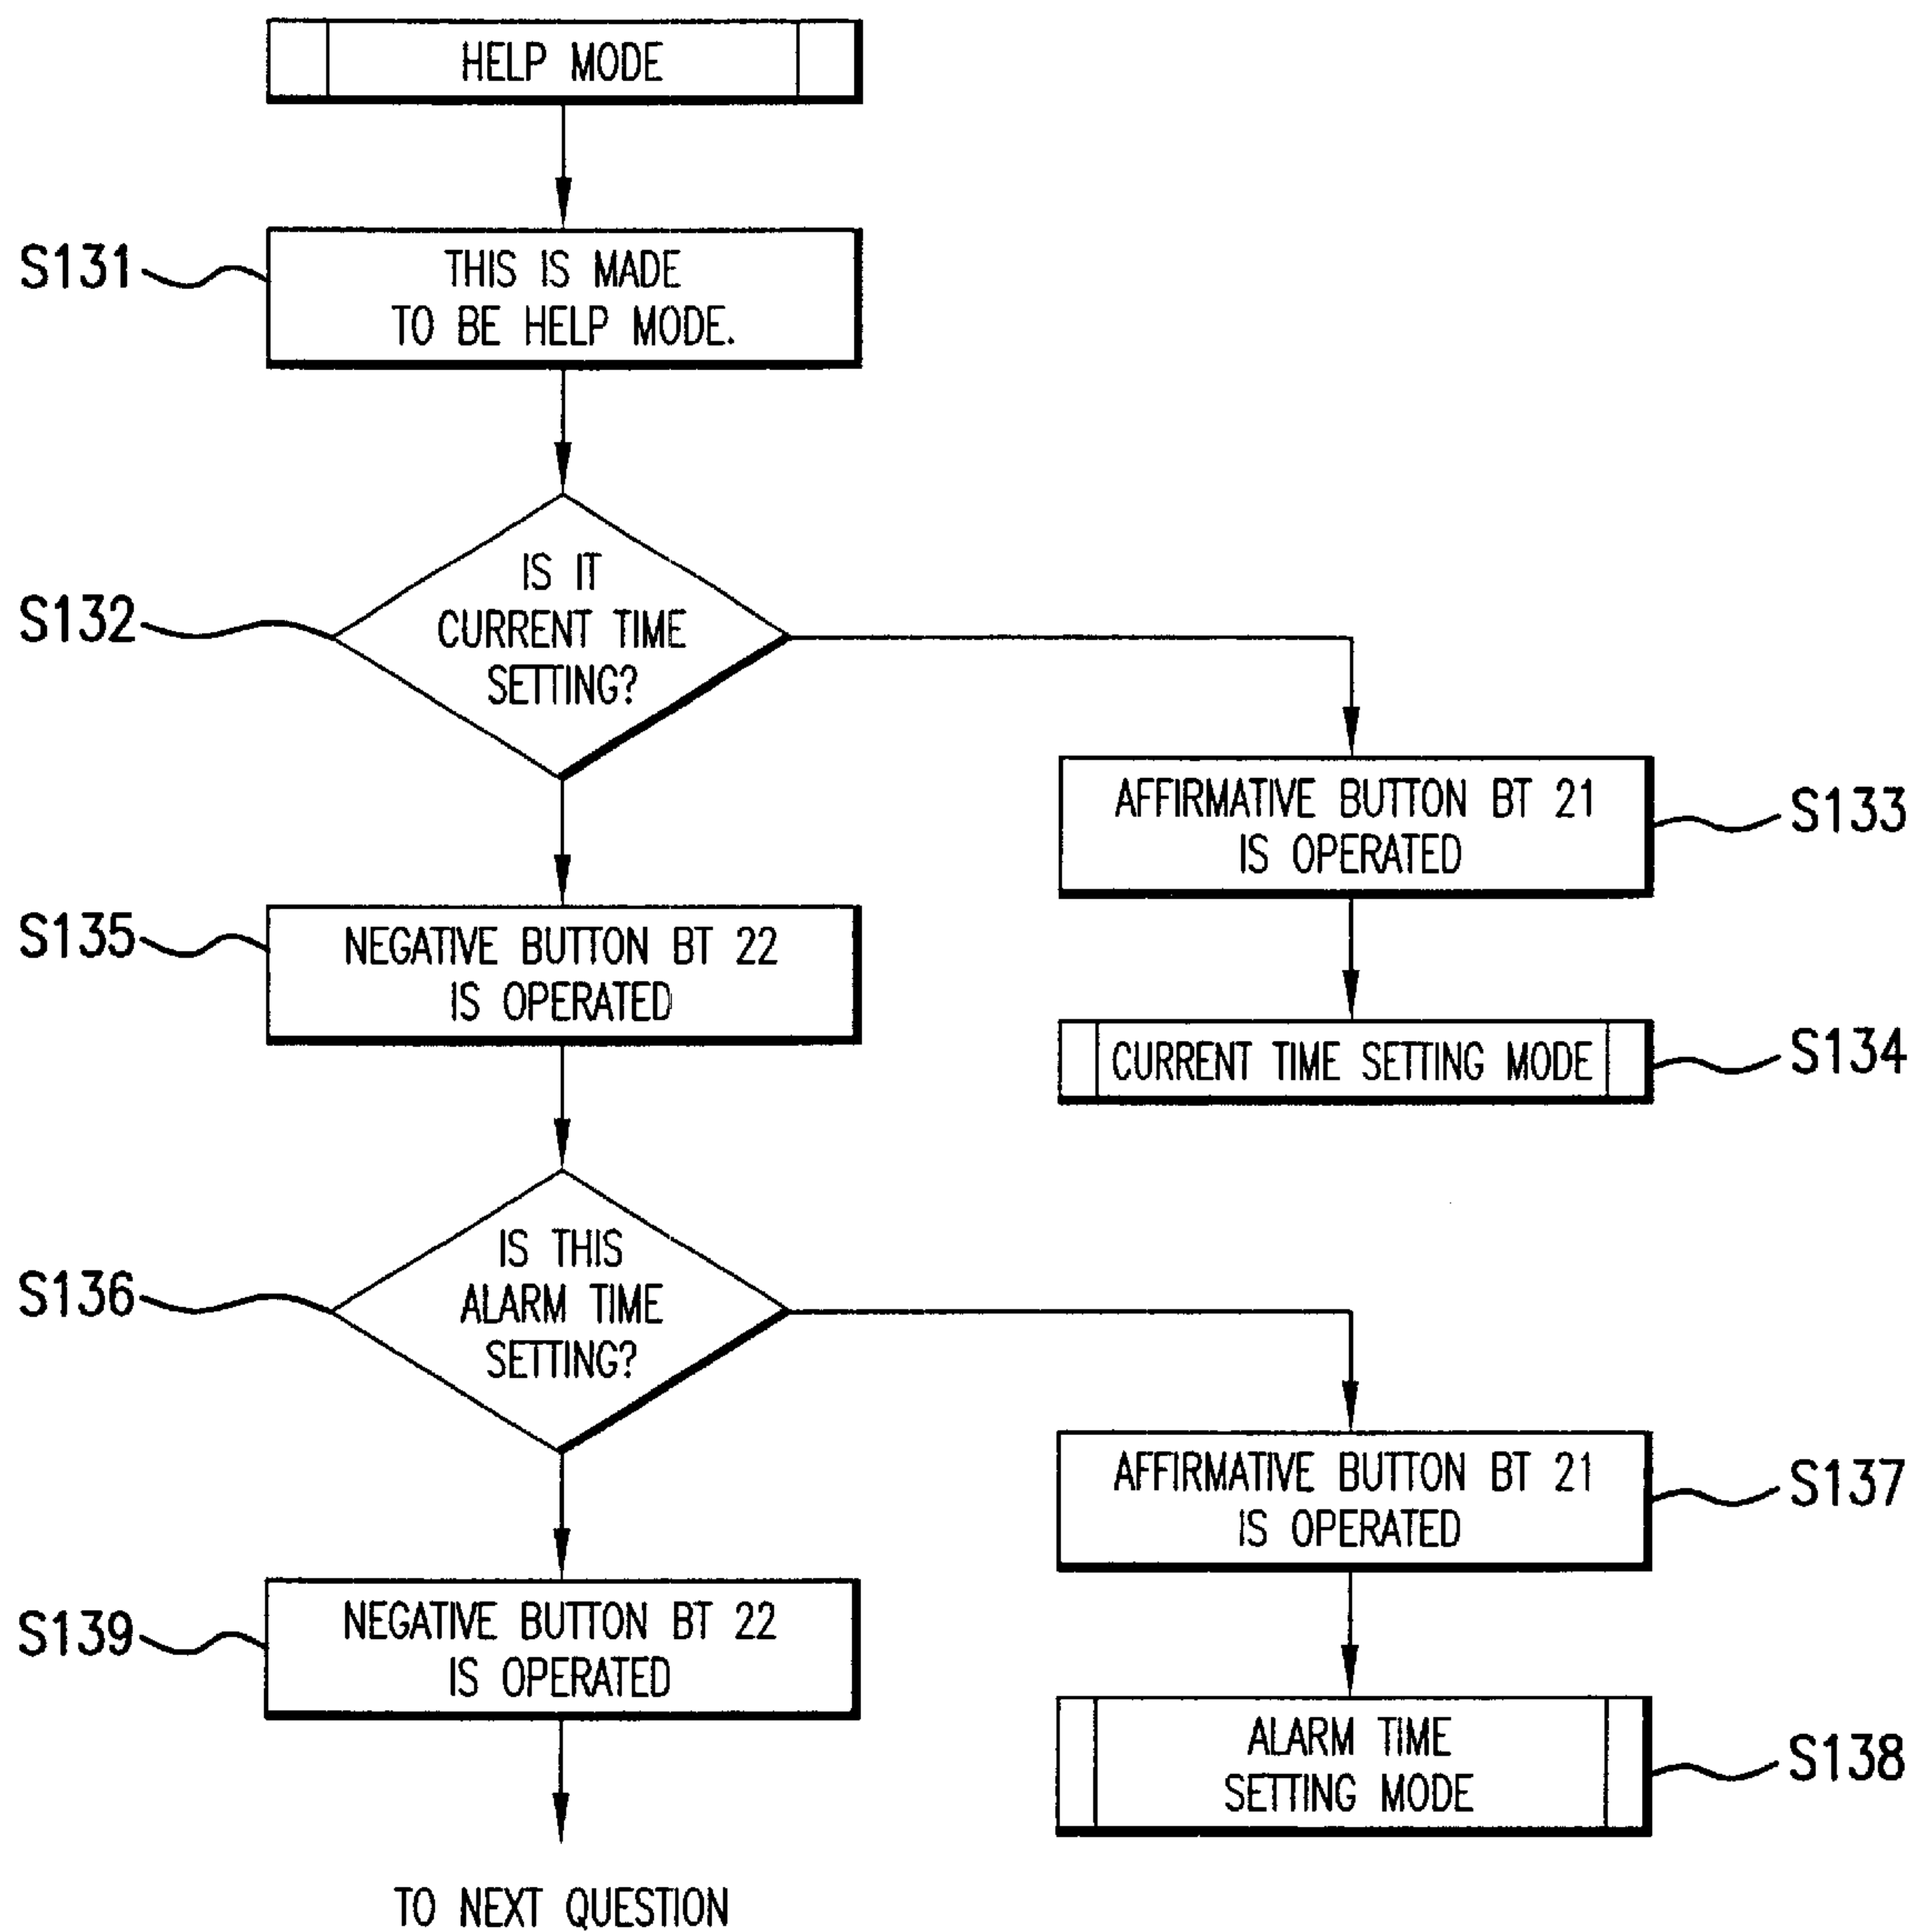 HELP MODE
S131
THIS IS MADE
TO BE HELP MODE.
S132
IS IT
CURRENT TIME
SETTING?
AFFIRMATIVE BUTTON BT 21
IS OPERATED
S133
S135
NEGATIVE BUTTON BT 22
IS OPERATED
CURRENT TIME SETTING MODE
S134
S136
IS THIS
ALARM TIME
SETTING?
AFFIRMATIVE BUTTON BT 21
IS OPERATED
S137
S139
NEGATIVE BUTTON BT 22
IS OPERATED
ALARM TIME
SETTING MODE
S138
TO NEXT QUESTION